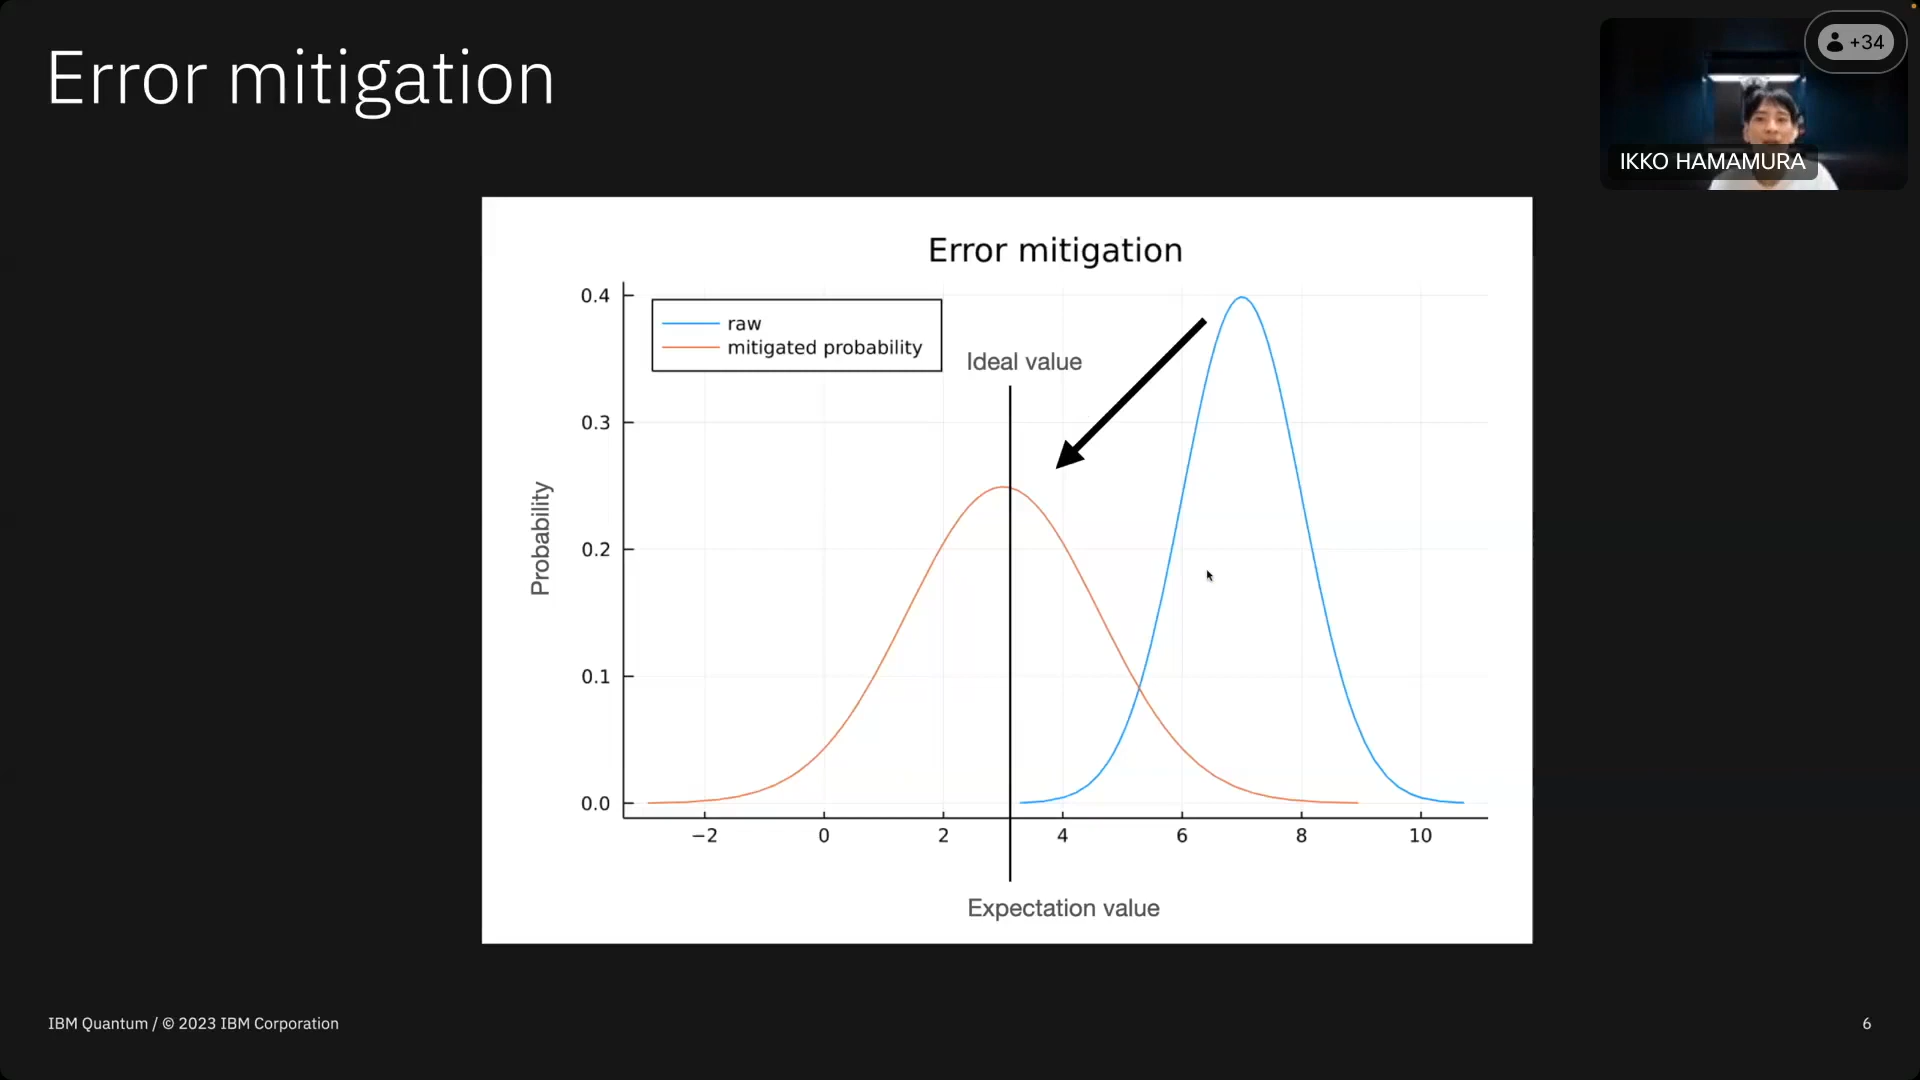 Error mitigation
+34
IKKO HAMAMURA
Error mitigation
raw
mitigated probability
Ideal value
Probability
0.4
0.3
0.2
0.1
0.0
−2 0 2 4 6 8 10
Expectation value
IBM Quantum / © 2023 IBM Corporation
6